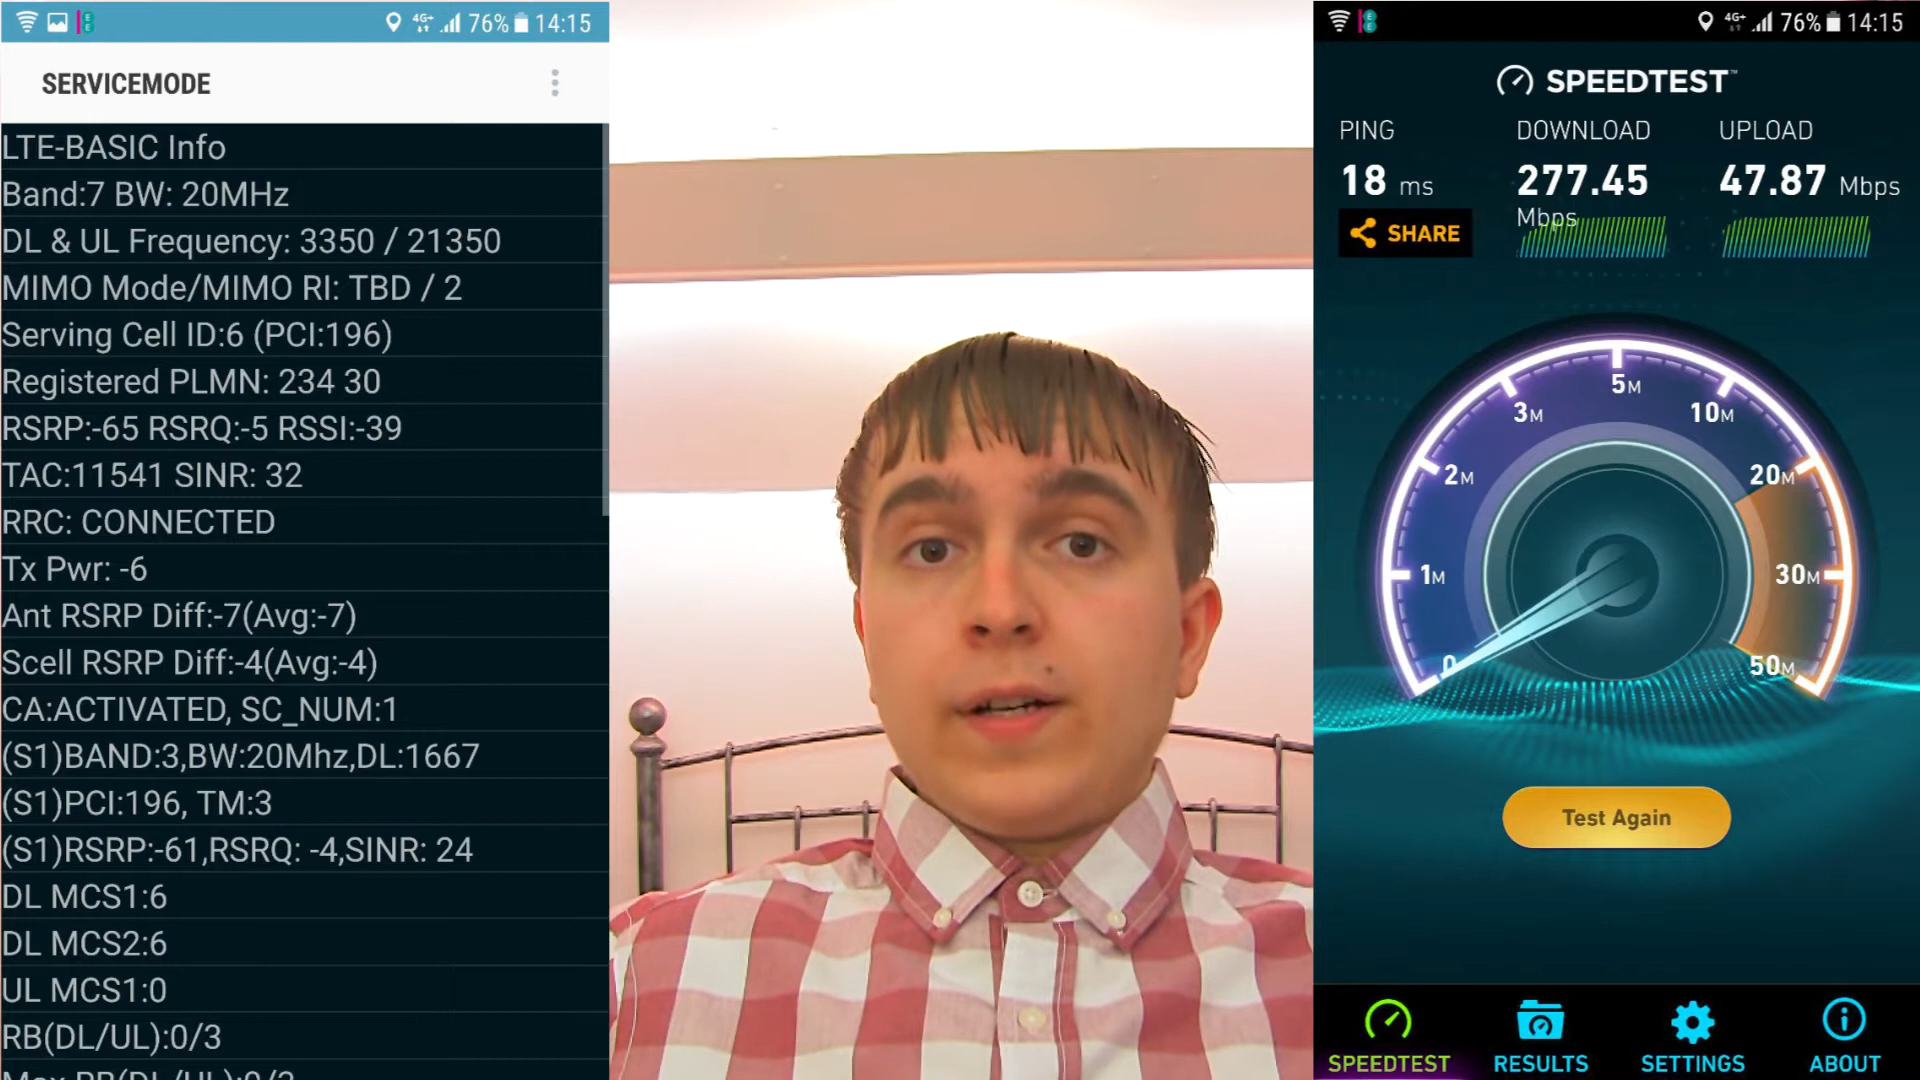 4G+ 76% 14:15
SERVICEMODE
LTE-BASIC Info
Band:7 BW: 20MHz
DL & UL Frequency: 3350 / 21350
MIMO Mode/MIMO RI: TBD / 2
Serving Cell ID:6 (PCI:196)
Registered PLMN: 234 30
RSRP:-65 RSRQ:-5 RSSI:-39
TAC:11541 SINR: 32
RRC: CONNECTED
Tx Pwr: -6
Ant RSRP Diff:-7(Avg:-7)
Scell RSRP Diff:-4(Avg:-4)
CA:ACTIVATED, SC_NUM:1
(S1)BAND:3,BW:20Mhz,DL:1667
(S1)PCI:196, TM:3
(S1)RSRP:-61,RSRQ: -4,SINR: 24
DL MCS1:6
DL MCS2:6
UL MCS1:0
RB(DL/UL):0/3
4G+ 76% 14:15
SPEEDTEST™
PING DOWNLOAD UPLOAD
18 ms 277.45 47.87 Mbps
Mbps
SHARE
5M
3M 10M
2M 20M
1M 30M
0 50M
Test Again
SPEEDTEST RESULTS SETTINGS ABOUT